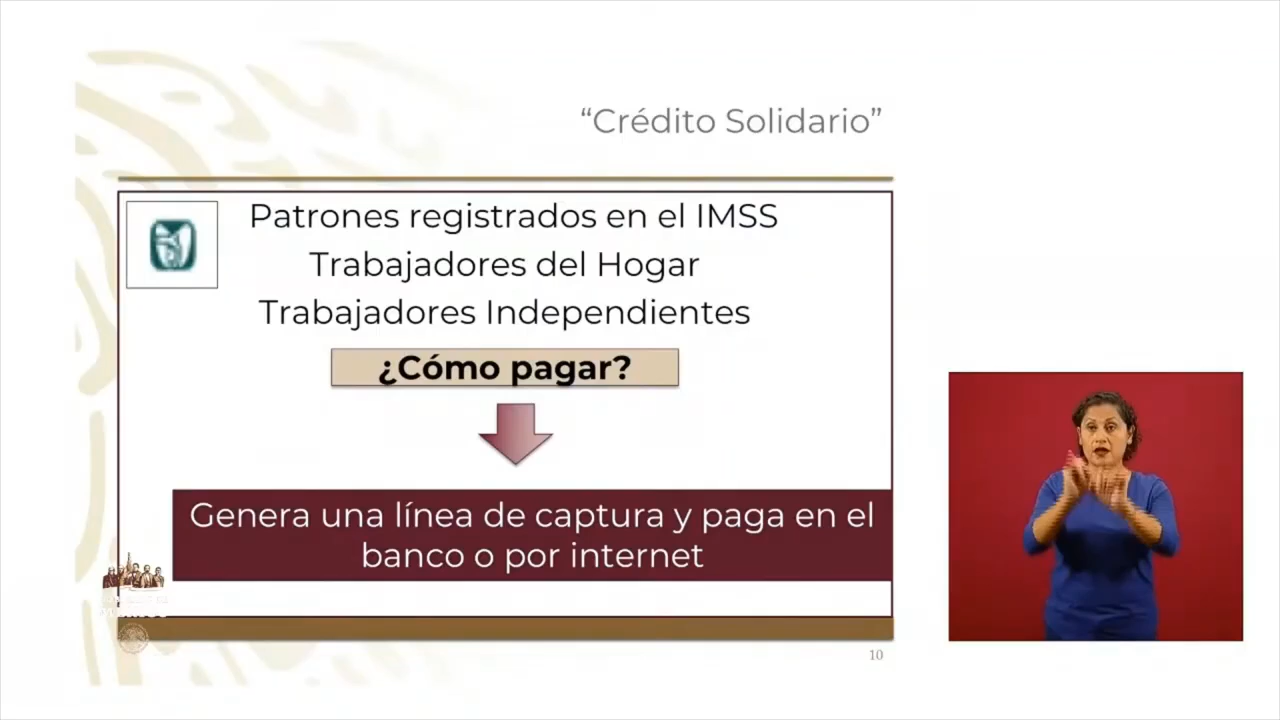 “Crédito Solidario”
Patrones registrados en el IMSS
Trabajadores del Hogar
Trabajadores Independientes
¿Cómo pagar?
Genera una línea de captura y paga en el
banco o por internet
10